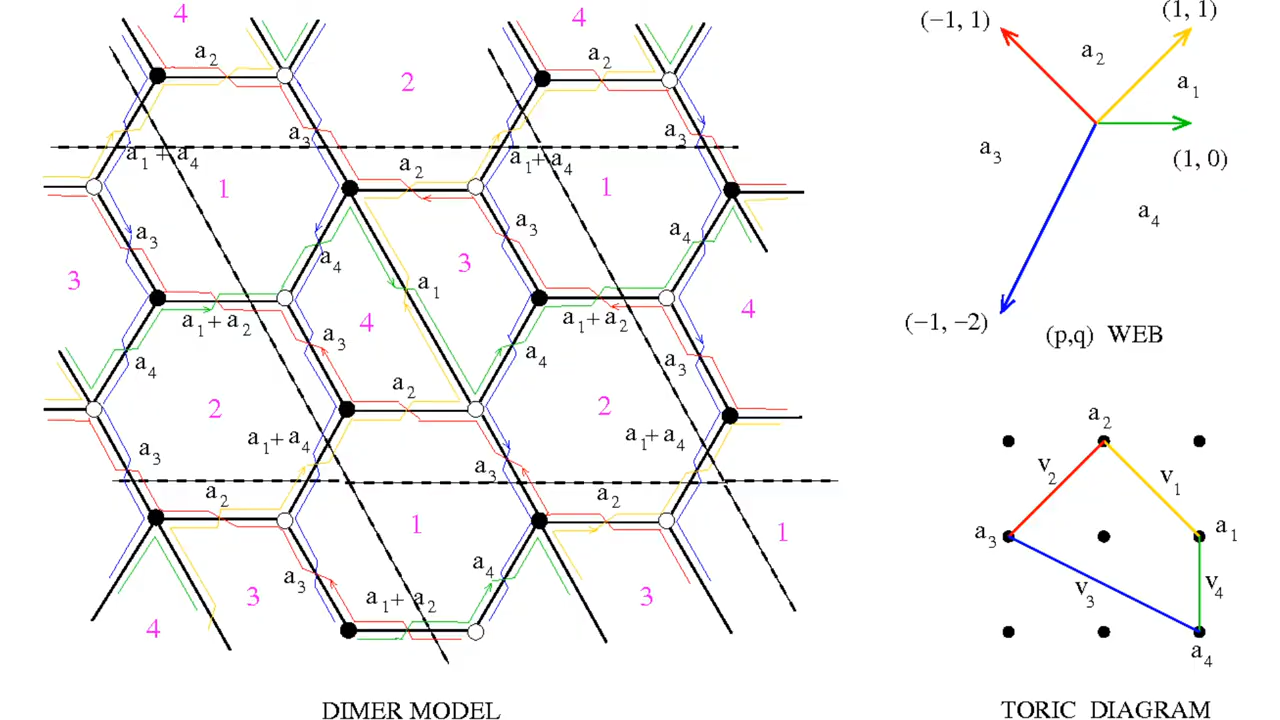 4
4
(−1, 1)
(1, 1)
a2
a2
a2
2
a1
a3
a3
a1 + a4
a2
a1+ a4
a3
(1, 0)
1
1
a3
a3
a4
a4
a4
3
3
a1
4
4
a1+ a2
a1+ a2
(−1, −2)
(p,q) WEB
4
a3
a4
a4
a3
a2
2
2
a2
a1+ a4
a1+ a4
a3
a3
v2
v1
a2
a2
1
1
a3
a1
a4
a3
a1+ a2
v3
v4
3
3
4
a4
DIMER MODEL
TORIC DIAGRAM